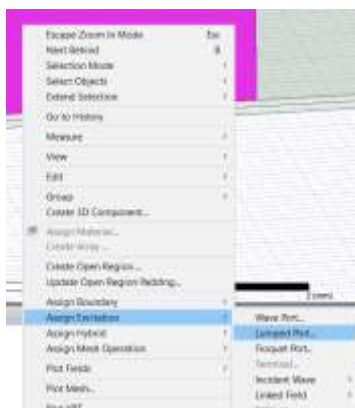 Escape Zoom In Mode Esc
Next Behind B
Selection Mode
Select Objects
Extend Selection
Go to History
Measure
View
Edit
Group
Create 3D Component...
Assign Material...
Create Array...
Create Open Region...
Update Open Region Padding...
Assign Boundary
Assign Excitation
Assign Hybrid
Assign Mesh Operation
Plot Fields
Plot Mesh...
Wave Port...
Lumped Port...
Floquet Port...
Terminal...
Incident Wave
Linked Field